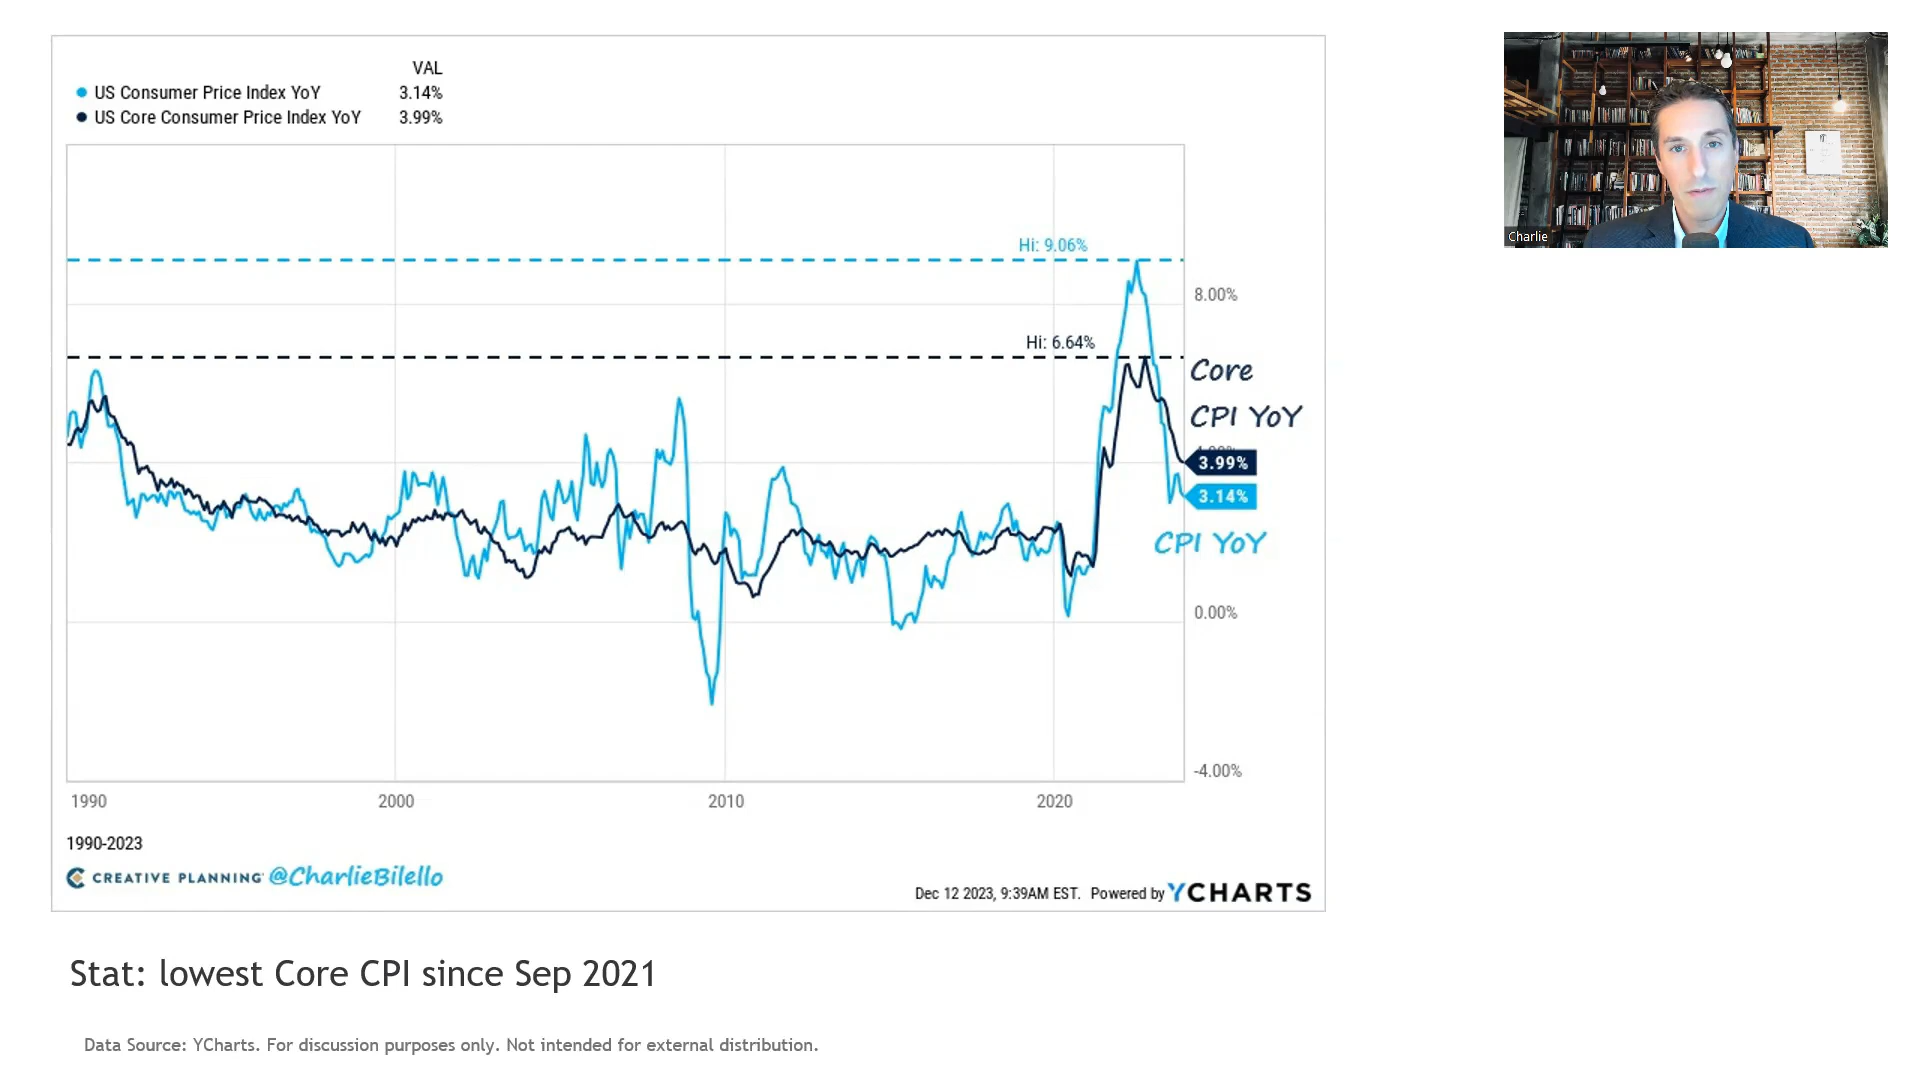 VAL
US Consumer Price Index YoY 3.14%
US Core Consumer Price Index YoY 3.99%
Hi: 9.06%
8.00%
Hi: 6.64%
Core
CPI YoY
3.99%
3.14%
CPI YoY
0.00%
-4.00%
1990 2000 2010 2020
1990-2023
CREATIVE PLANNING @CharlieBilello
Dec 12 2023, 9:39AM EST. Powered by YCHARTS
Stat: lowest Core CPI since Sep 2021
Data Source: YCharts. For discussion purposes only. Not intended for external distribution.
Charlie